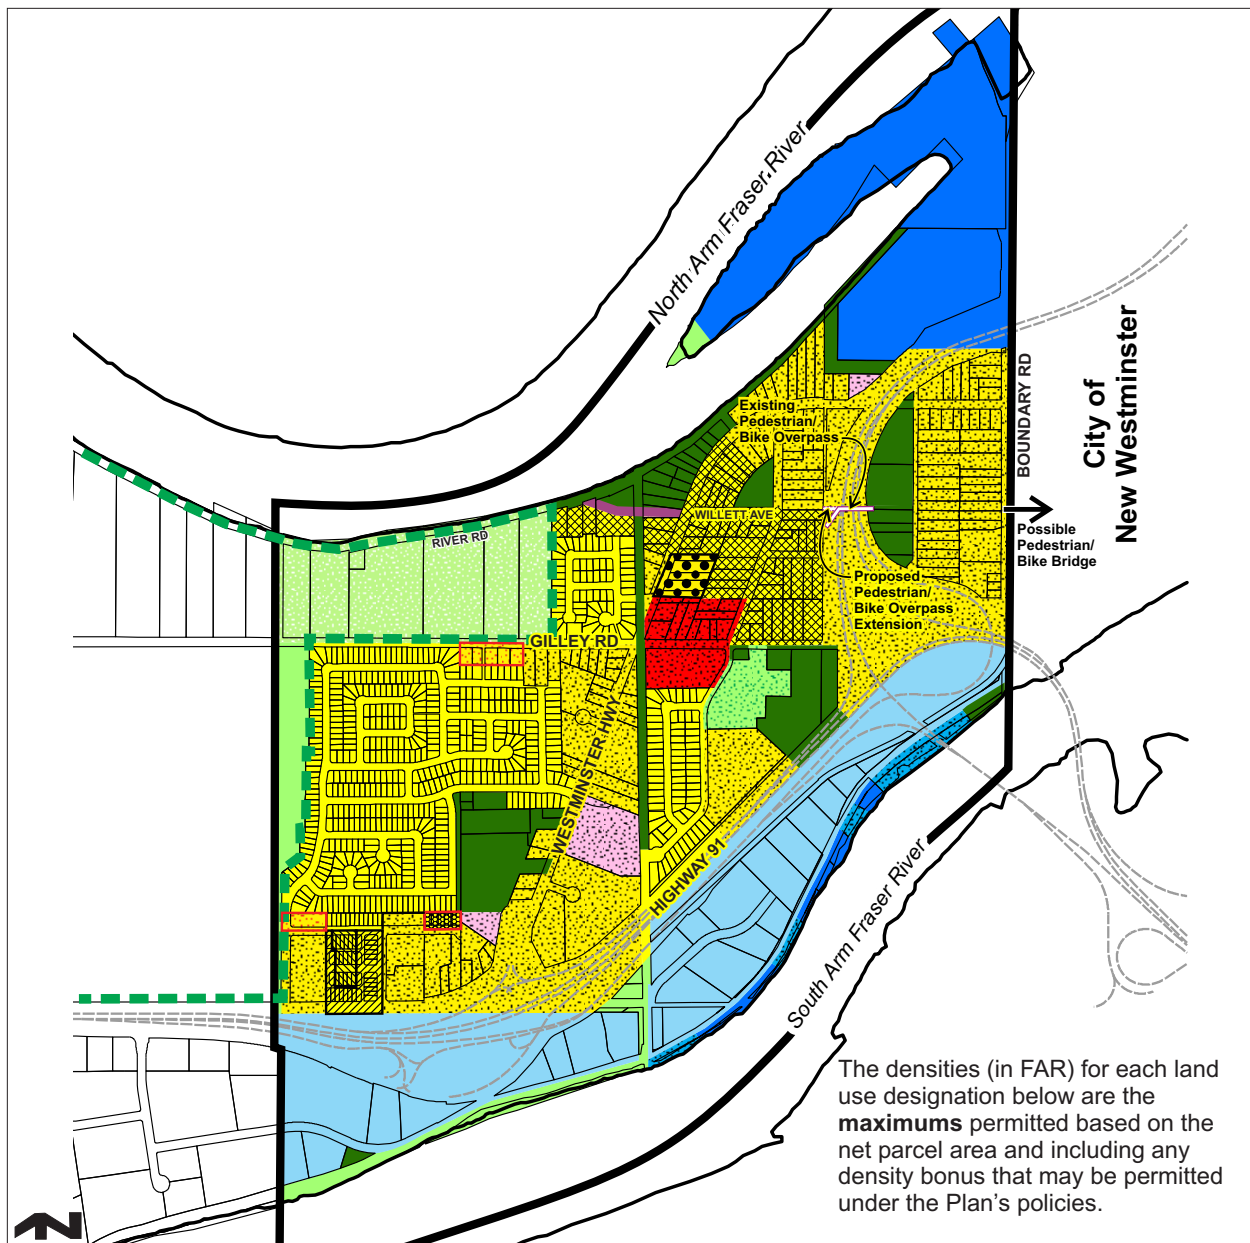 North Arm Fraser River
Existing
Pedestrian/
Bike Overpass
BOUNDARY RD
City of
New Westminster
WILLETT AVE
Possible
Pedestrian/
Bike Bridge
RIVER RD
Proposed
Pedestrian/
Bike Overpass
Extension
GILLEY RD
WESTMINSTER HWY
HIGHWAY 91
South Arm Fraser River
The densities (in FAR) for each land
use designation below are the
maximums permitted based on the
net parcel area and including any
density bonus that may be permitted
under the Plan's policies.
N